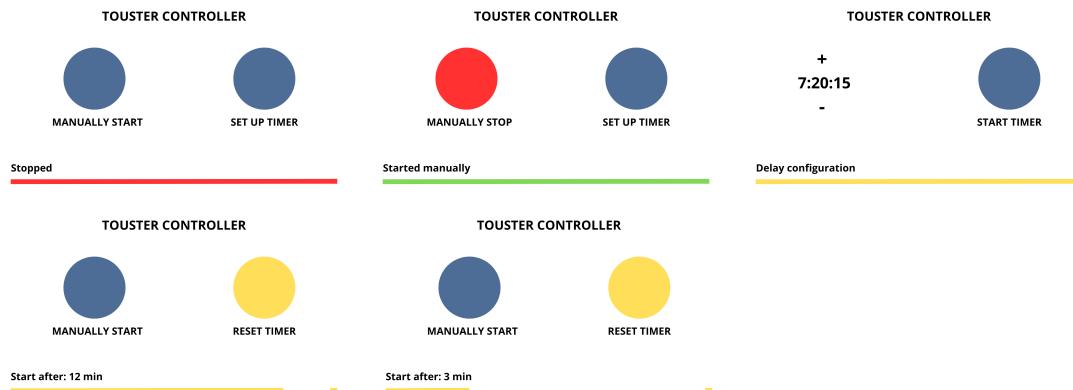 TOUSTER CONTROLLER
MANUALLY START
SET UP TIMER
Stopped
TOUSTER CONTROLLER
MANUALLY STOP
SET UP TIMER
Started manually
TOUSTER CONTROLLER
+
7:20:15
-
START TIMER
Delay configuration
TOUSTER CONTROLLER
MANUALLY START
RESET TIMER
Start after: 12 min
TOUSTER CONTROLLER
MANUALLY START
RESET TIMER
Start after: 3 min